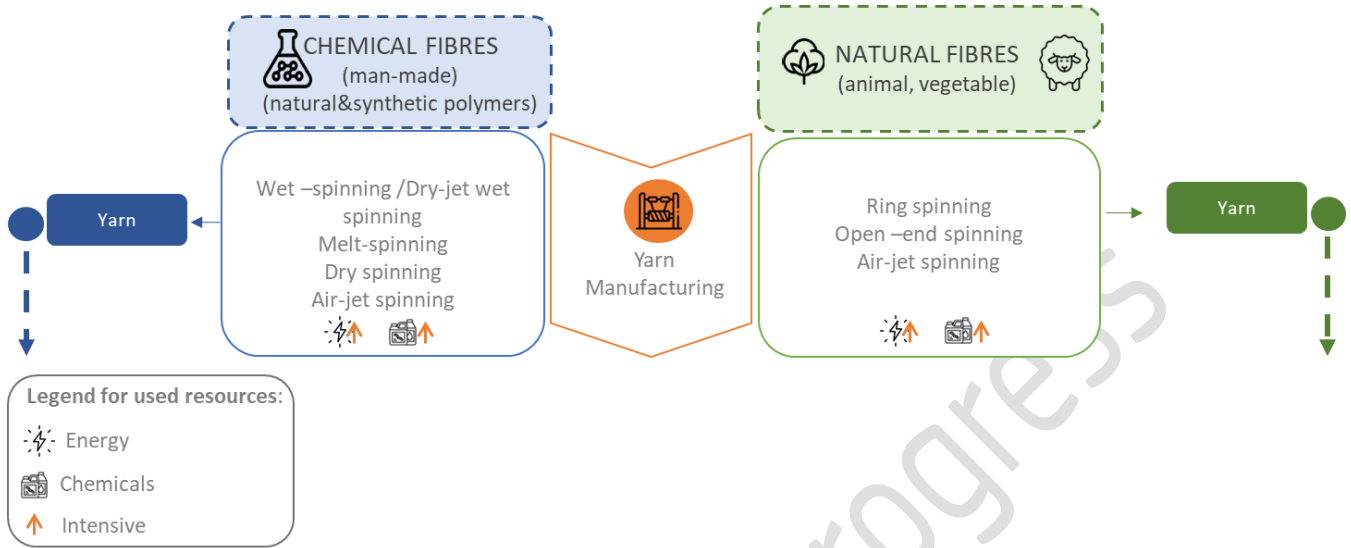 CHEMICAL FIBRES
(man-made)
(natural&synthetic polymers)
NATURAL FIBRES
(animal, vegetable)
Wet –spinning /Dry-jet wet
spinning
Melt-spinning
Dry spinning
Air-jet spinning
Yarn
Yarn
Manufacturing
Ring spinning
Open –end spinning
Air-jet spinning
Yarn
Legend for used resources:
Energy
Chemicals
Intensive
rogress